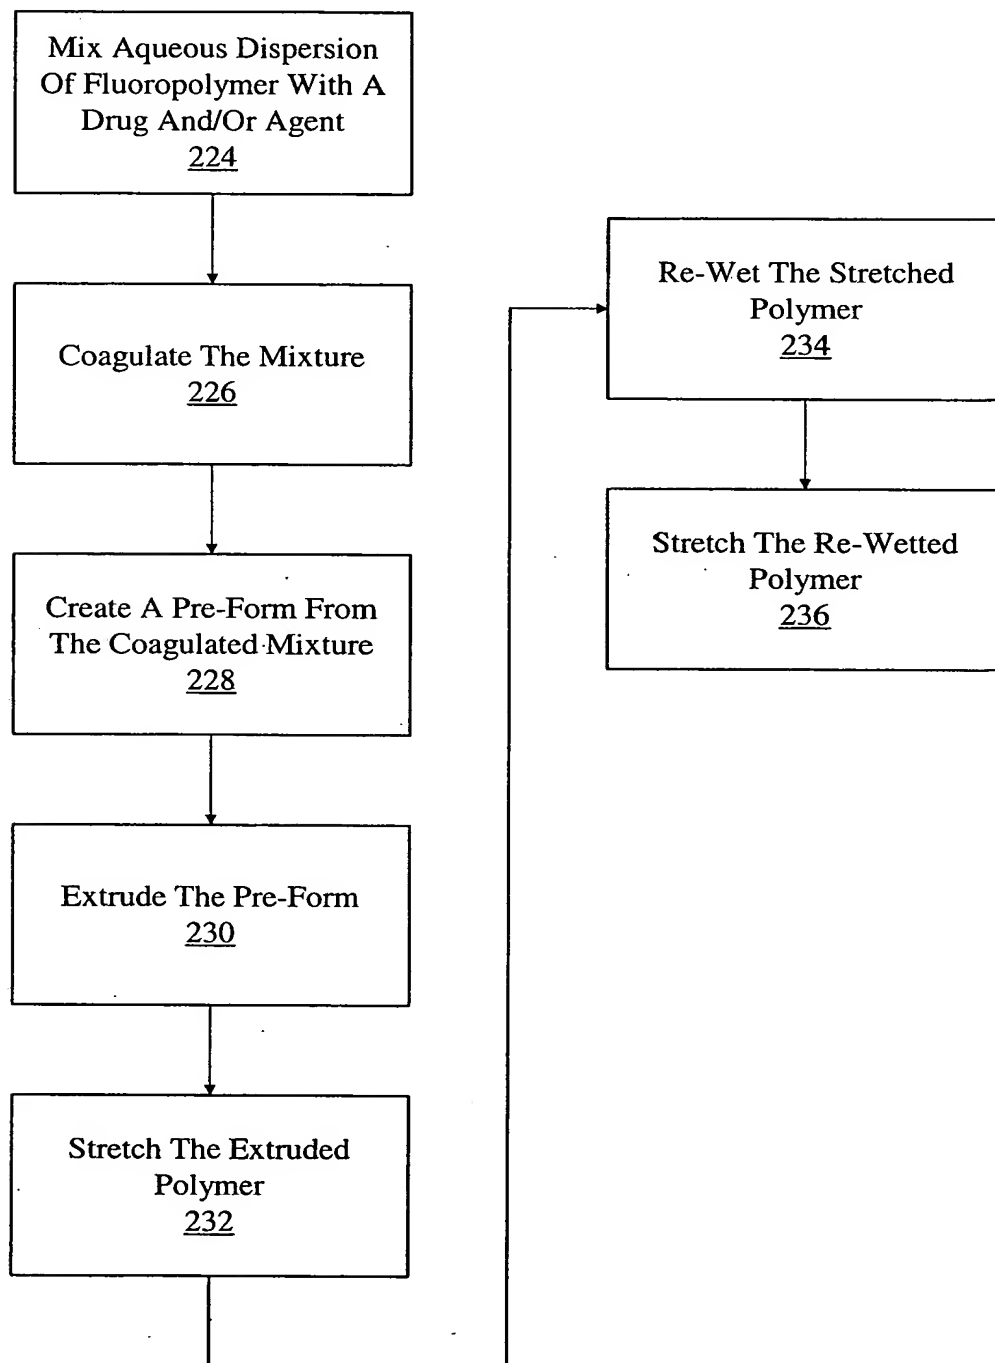 Mix Aqueous Dispersion
Of Fluoropolymer With A
Drug And/Or Agent
224
Coagulate The Mixture
226
Create A Pre-Form From
The Coagulated Mixture
228
Extrude The Pre-Form
230
Stretch The Extruded
Polymer
232
Re-Wet The Stretched
Polymer
234
Stretch The Re-Wetted
Polymer
236